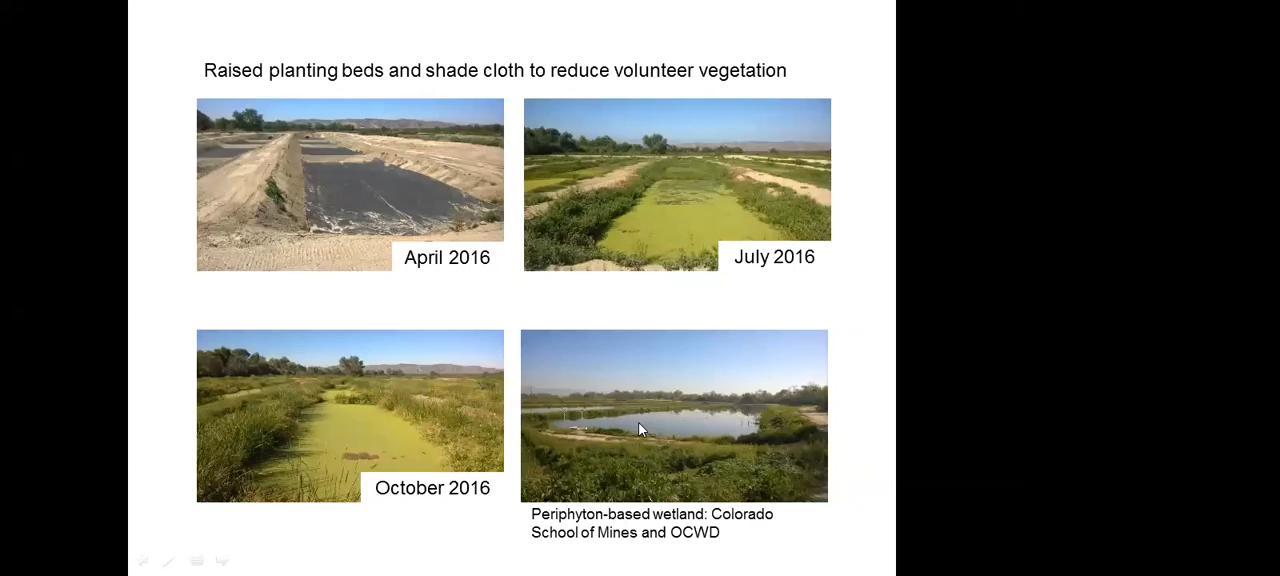 Raised planting beds and shade cloth to reduce volunteer vegetation
April 2016
July 2016
October 2016
Periphyton-based wetland: Colorado
School of Mines and OCWD